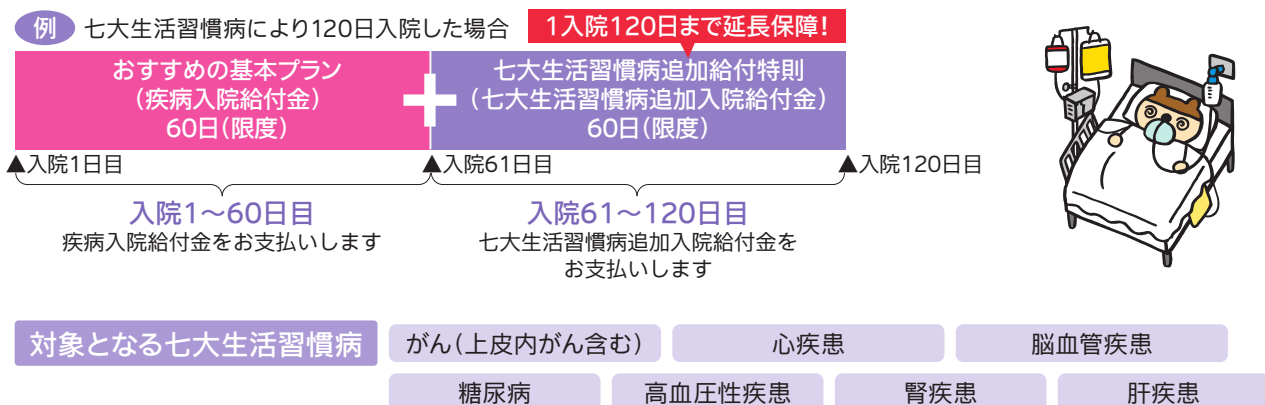 例 七大生活習慣病により120日入院した場合
1入院120日まで延長保障!
おすすめの基本プラン
(疾病入院給付金)
60日(限度)
+
七大生活習慣病追加給付特則
(七大生活習慣病追加入院給付金)
60日(限度)
▲入院1日目
▲入院61日目
▲入院120日目
入院1~60日目
疾病入院給付金をお支払いします
入院61~120日目
七大生活習慣病追加入院給付金を
お支払いします
対象となる七大生活習慣病
がん(上皮内がん含む)
心疾患
脳血管疾患
糖尿病
高血圧性疾患
腎疾患
肝疾患